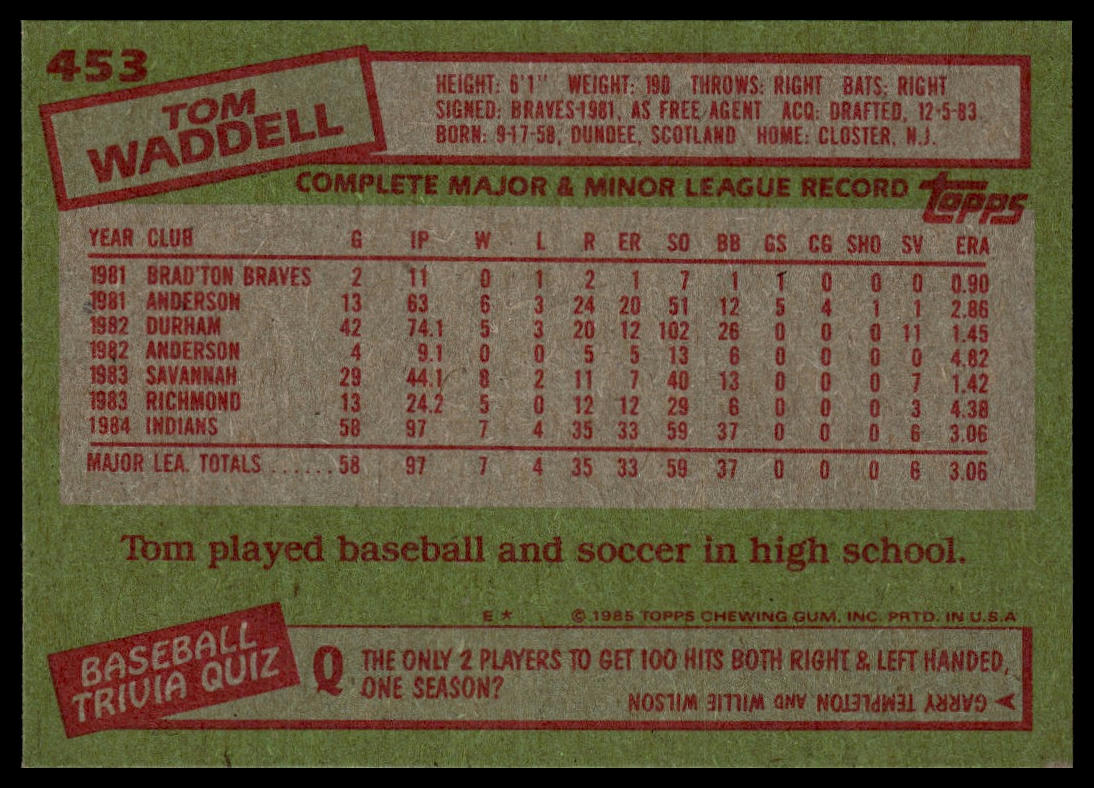 453
TOM
WADDELL
HEIGHT: 6'1" WEIGHT: 190 THROWS: RIGHT BATS: RIGHT
SIGNED: BRAVES-1981, AS FREE AGENT ACQ: DRAFTED, 12-5-83
BORN: 9-17-58, DUNDEE, SCOTLAND HOME: CLOSTER, N.J.
COMPLETE MAJOR & MINOR LEAGUE RECORD topps
YEAR CLUB G IP W L R ER SO BB GS CG SHO SV ERA
1981 BRAD'TON BRAVES 2 11 0 1 2 1 7 1 1 0 0 0 0.90
1981 ANDERSON 13 63 6 3 24 20 51 12 5 4 1 1 2.86
1982 DURHAM 42 74.1 5 3 20 12 102 26 0 0 0 11 1.45
1982 ANDERSON 4 9.1 0 0 5 5 13 6 0 0 0 0 4.82
1983 SAVANNAH 29 44.1 8 2 11 7 40 13 0 0 0 7 1.42
1983 RICHMOND 13 24.2 5 0 12 12 29 6 0 0 0 3 4.38
1984 INDIANS 58 97 7 4 35 33 59 37 0 0 0 6 3.06
MAJOR LEA. TOTALS ...... 58 97 7 4 35 33 59 37 0 0 0 6 3.06
Tom played baseball and soccer in high school.
E * © 1985 TOPPS CHEWING GUM, INC. PRTD. IN U.S.A
BASEBALL
TRIVIA QUIZ
Q THE ONLY 2 PLAYERS TO GET 100 HITS BOTH RIGHT & LEFT HANDED,
ONE SEASON?
A GARRY TEMPLETON AND WILLIE WILSON